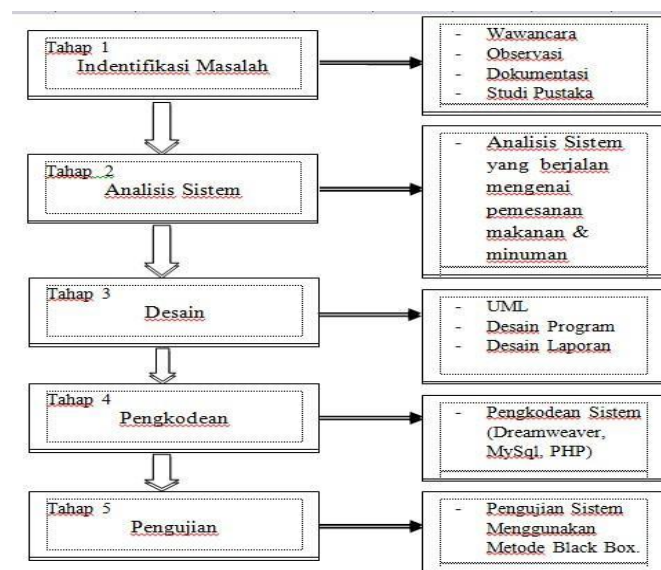 Tahap 1
Indentifikasi Masalah
- Wawancara
- Observasi
- Dokumentasi
- Studi Pustaka
Tahap 2
Analisis Sistem
- Analisis Sistem
yang berjalan
mengenai
pemesanan
makanan &
minuman
Tahap 3
Desain
- UML
- Desain Program
- Desain Laporan
Tahap 4
Pengkodean
- Pengkodean Sistem
(Dreamweaver,
MySql, PHP)
Tahap 5
Pengujian
- Pengujian Sistem
Menggunakan
Metode Black Box.